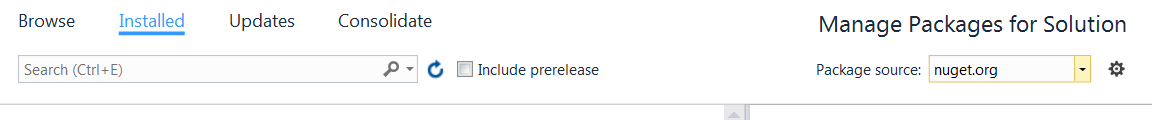 Browse Installed Updates Consolidate Manage Packages for Solution
Search (Ctrl+E) Include prerelease Package source: nuget.org